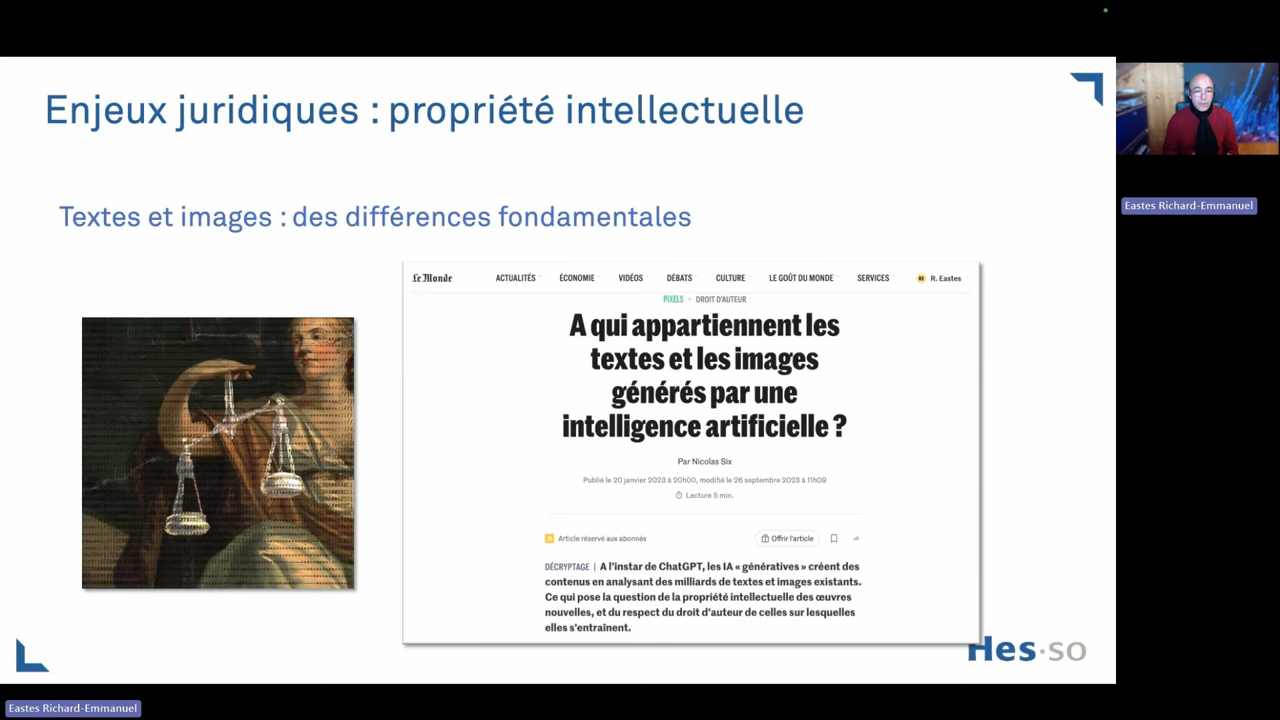 Enjeux juridiques : propriété intellectuelle
Textes et images : des différences fondamentales
Le Monde
ACTUALITÉS
ÉCONOMIE
VIDÉOS
DÉBATS
CULTURE
LE GOÛT DU MONDE
SERVICES
RE
R. Eastes
PIXELS • DROIT D'AUTEUR
A qui appartiennent les
textes et les images
générés par une
intelligence artificielle ?
Par Nicolas Six
Publié le 20 janvier 2023 à 20h00, modifié le 26 septembre 2023 à 11h09
Lecture 5 min.
Article réservé aux abonnés
Offrir l'article
DÉCRYPTAGE | A l'instar de ChatGPT, les IA « génératives » créent des
contenus en analysant des milliards de textes et images existants.
Ce qui pose la question de la propriété intellectuelle des œuvres
nouvelles, et du respect du droit d'auteur de celles sur lesquelles
elles s'entraînent.
Hes·so
Eastes Richard-Emmanuel
Eastes Richard-Emmanuel